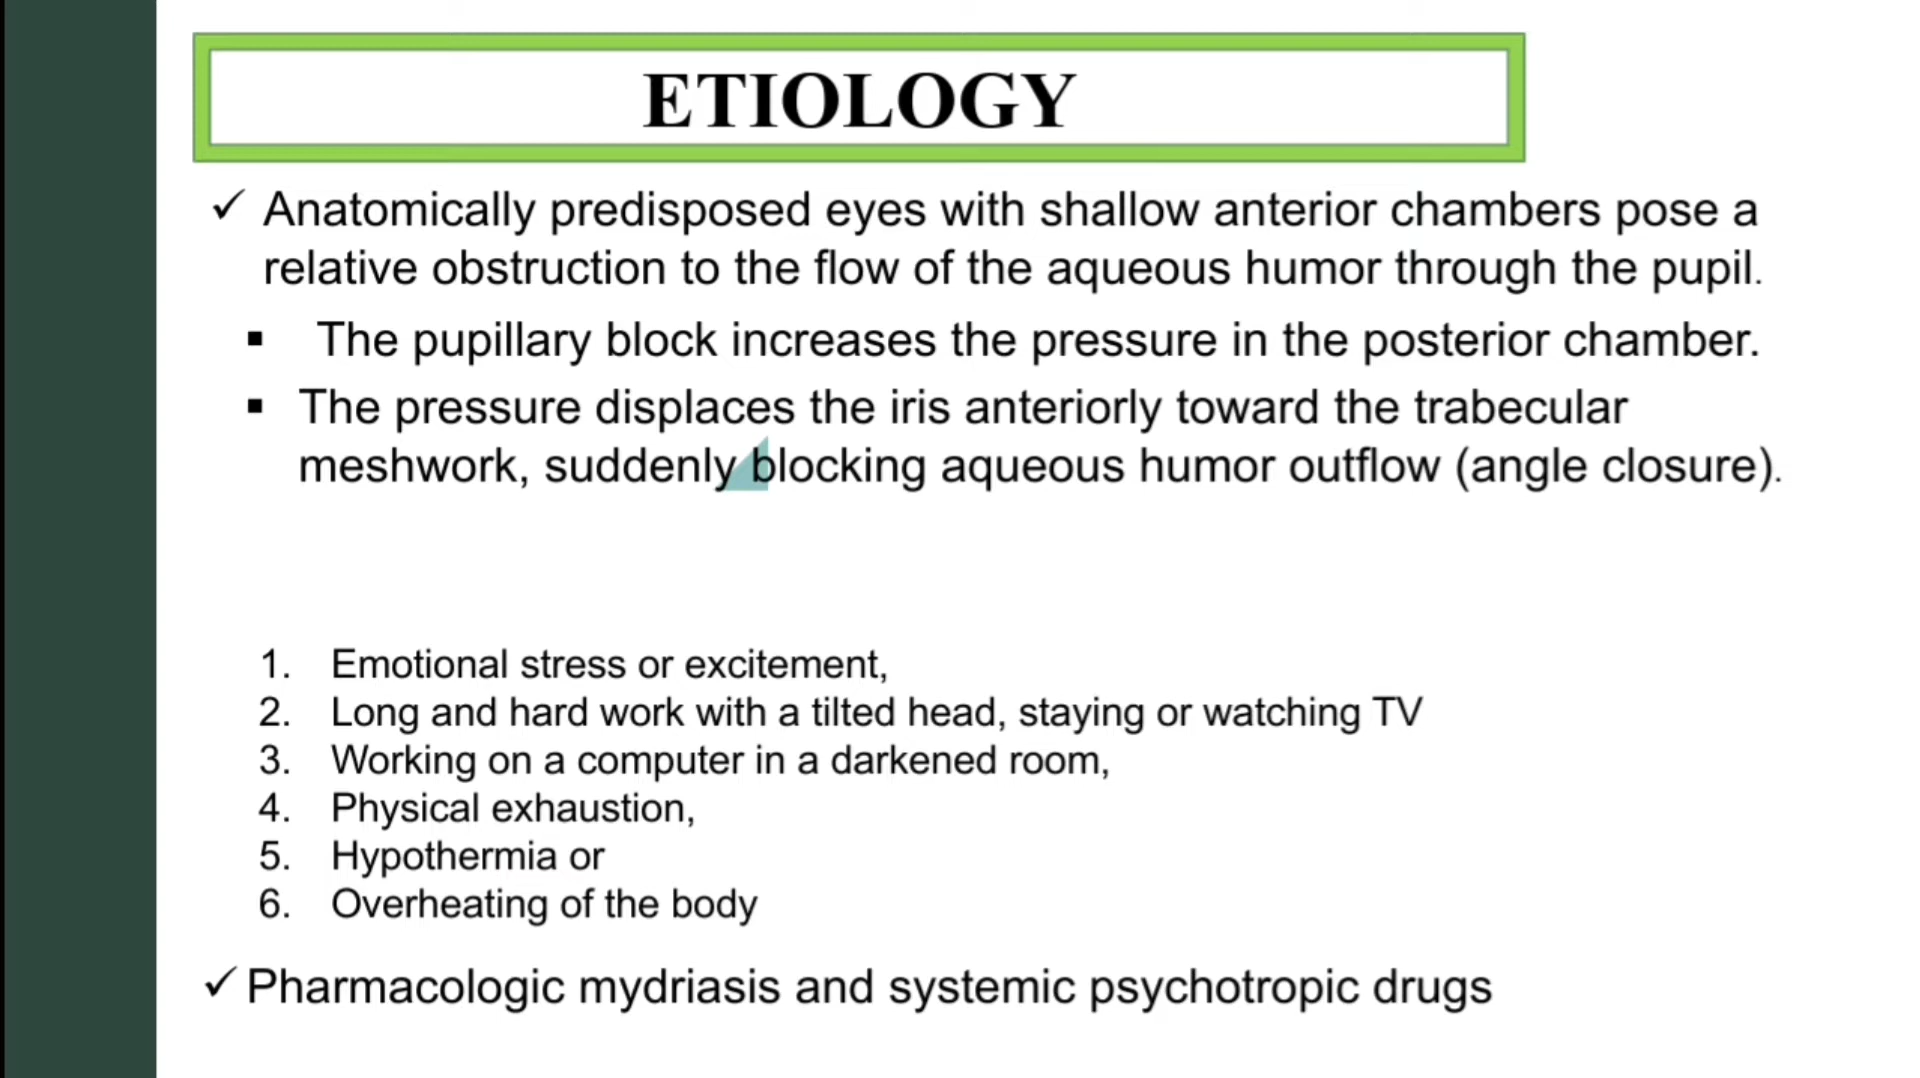 ETIOLOGY
✓ Anatomically predisposed eyes with shallow anterior chambers pose a
relative obstruction to the flow of the aqueous humor through the pupil.
▪ The pupillary block increases the pressure in the posterior chamber.
▪ The pressure displaces the iris anteriorly toward the trabecular
meshwork, suddenly blocking aqueous humor outflow (angle closure).
1. Emotional stress or excitement,
2. Long and hard work with a tilted head, staying or watching TV
3. Working on a computer in a darkened room,
4. Physical exhaustion,
5. Hypothermia or
6. Overheating of the body
✓ Pharmacologic mydriasis and systemic psychotropic drugs